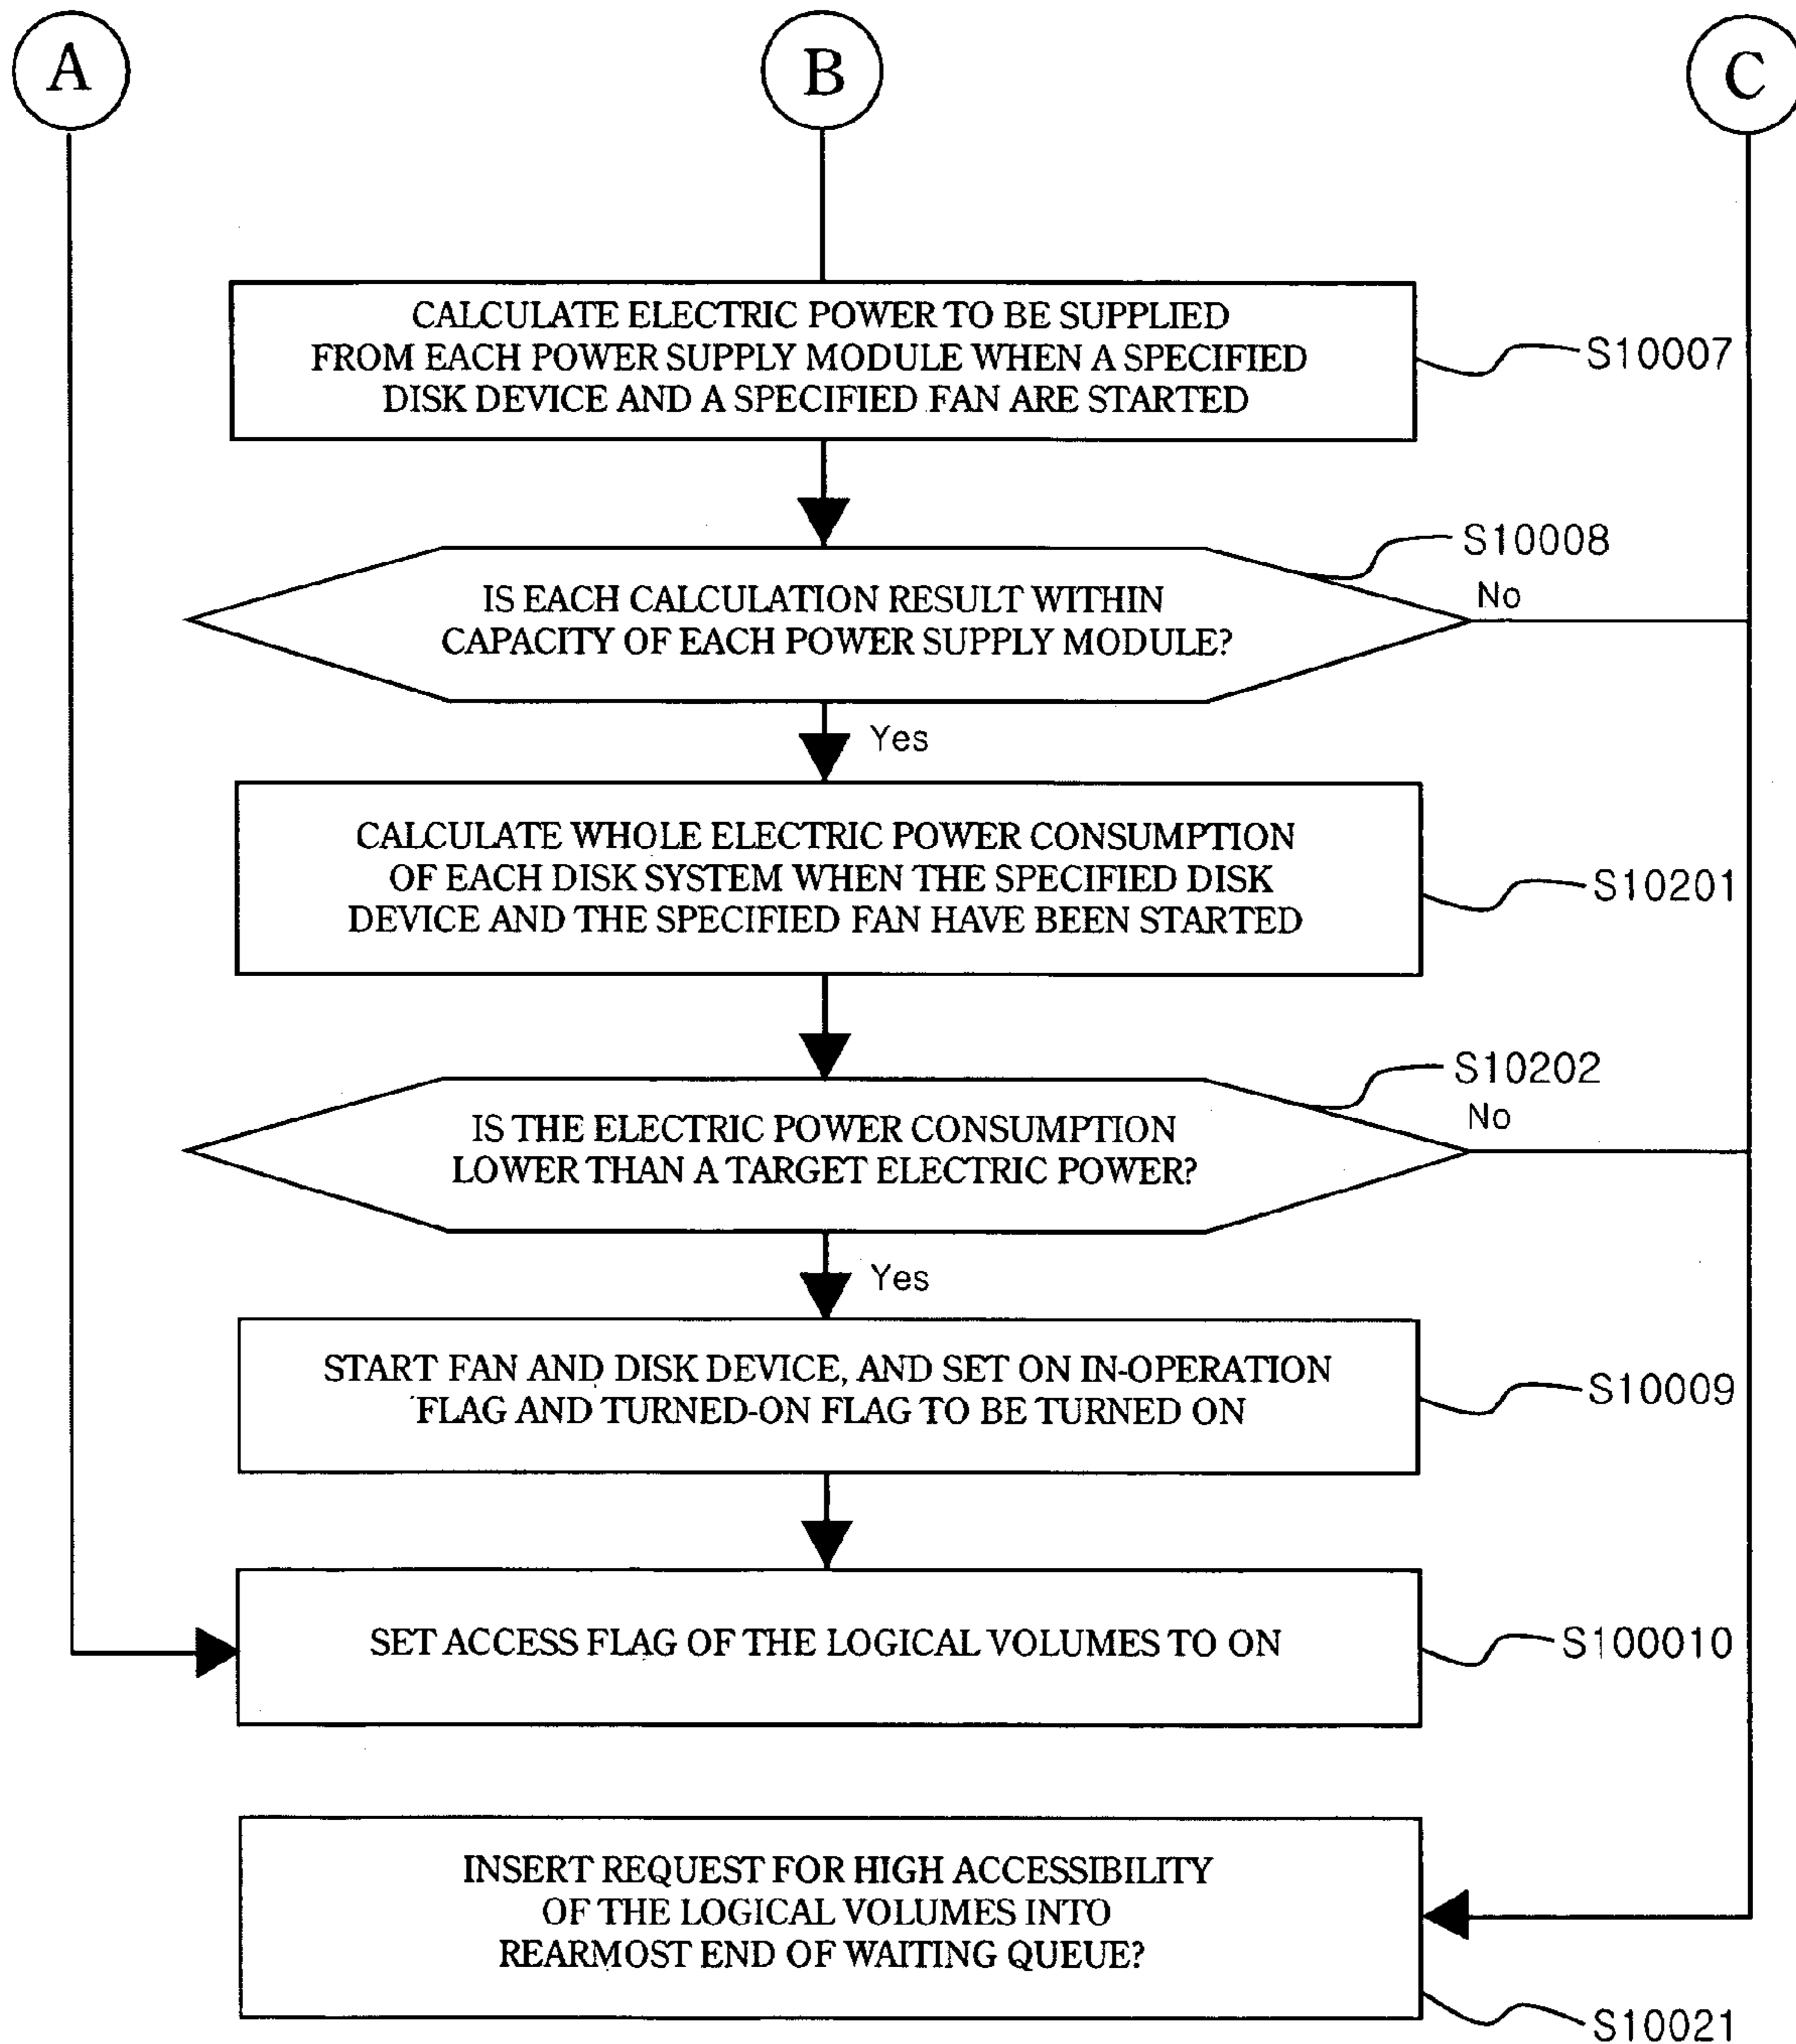 A
B
C
CALCULATE ELECTRIC POWER TO BE SUPPLIED
FROM EACH POWER SUPPLY MODULE WHEN A SPECIFIED
DISK DEVICE AND A SPECIFIED FAN ARE STARTED
S10007
S10008
IS EACH CALCULATION RESULT WITHIN
CAPACITY OF EACH POWER SUPPLY MODULE?
No
Yes
CALCULATE WHOLE ELECTRIC POWER CONSUMPTION
OF EACH DISK SYSTEM WHEN THE SPECIFIED DISK
DEVICE AND THE SPECIFIED FAN HAVE BEEN STARTED
S10201
S10202
IS THE ELECTRIC POWER CONSUMPTION
LOWER THAN A TARGET ELECTRIC POWER?
No
Yes
START FAN AND DISK DEVICE, AND SET ON IN-OPERATION
FLAG AND TURNED-ON FLAG TO BE TURNED ON
S10009
SET ACCESS FLAG OF THE LOGICAL VOLUMES TO ON
S100010
INSERT REQUEST FOR HIGH ACCESSIBILITY
OF THE LOGICAL VOLUMES INTO
REARMOST END OF WAITING QUEUE?
S10021